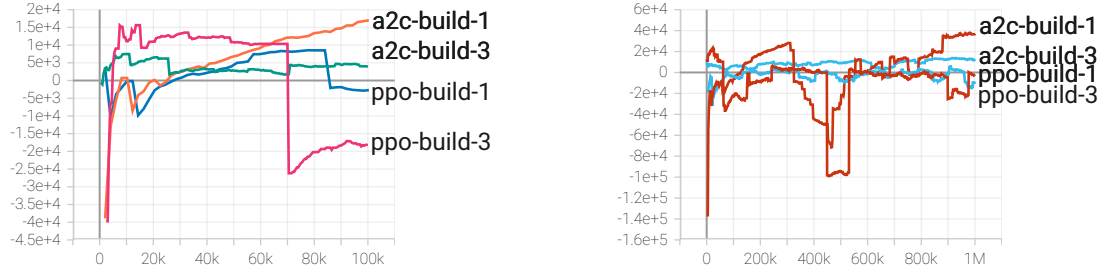 2e+4
1.5e+4
1e+4
5e+3
0
-5e+3
-1e+4
-1.5e+4
-2e+4
-2.5e+4
-3e+4
-3.5e+4
-4e+4
-4.5e+4
0 20k 40k 60k 80k 100k
a2c-build-1
a2c-build-3
ppo-build-1
ppo-build-3
6e+4
4e+4
2e+4
0
-2e+4
-4e+4
-6e+4
-8e+4
-1e+5
-1.2e+5
-1.4e+5
-1.6e+5
0 200k 400k 600k 800k 1M
a2c-build-1
a2c-build-3
ppo-build-1
ppo-build-3